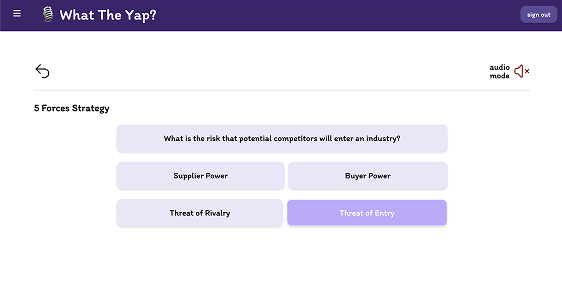 What The Yap?
sign out
audio
mode
5 Forces Strategy
What is the risk that potential competitors will enter an industry?
Supplier Power
Buyer Power
Threat of Rivalry
Threat of Entry